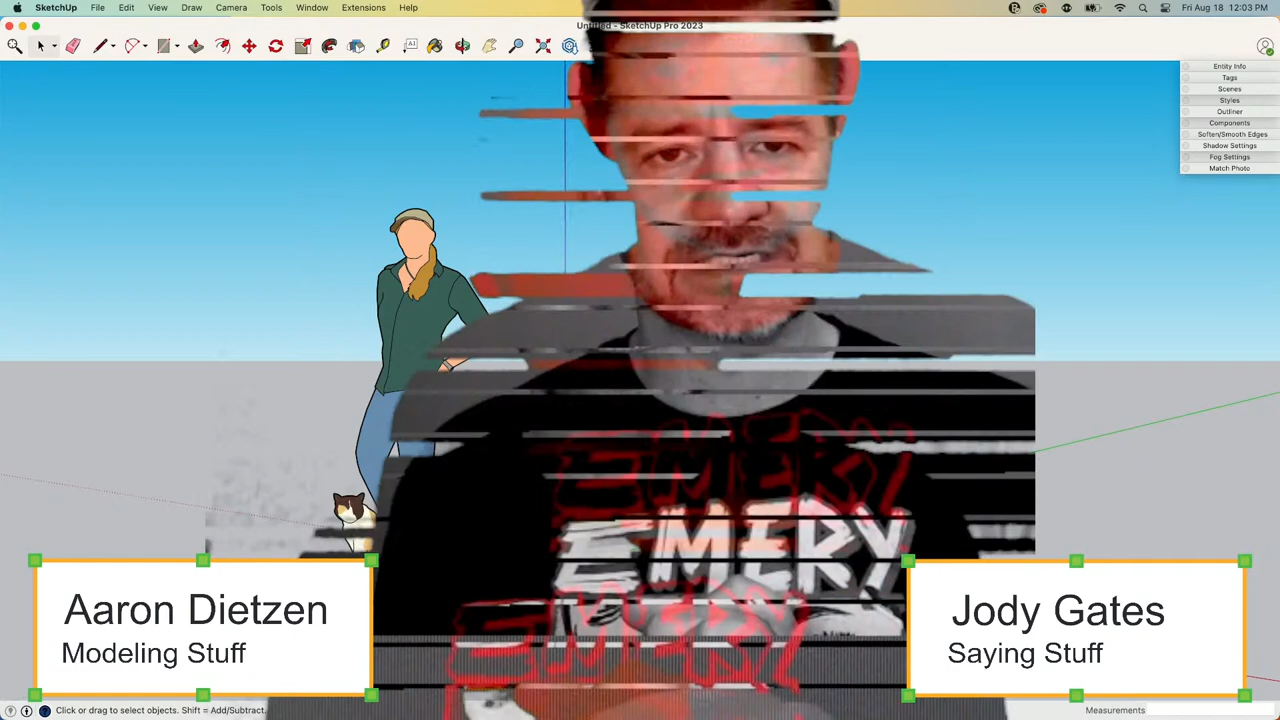 SketchUp File Edit View Draw Camera Tools Window Extensions Help
Fri Aug 18 12:03 PM
Untitled - SketchUp Pro 2023
Entity Info
Tags
Scenes
Styles
Outliner
Components
Soften/Smooth Edges
Shadow Settings
Fog Settings
Match Photo
EMERY
EMERY
EMERY
Aaron Dietzen
Modeling Stuff
Jody Gates
Saying Stuff
Click or drag to select objects. Shift = Add/Subtract.
Measurements